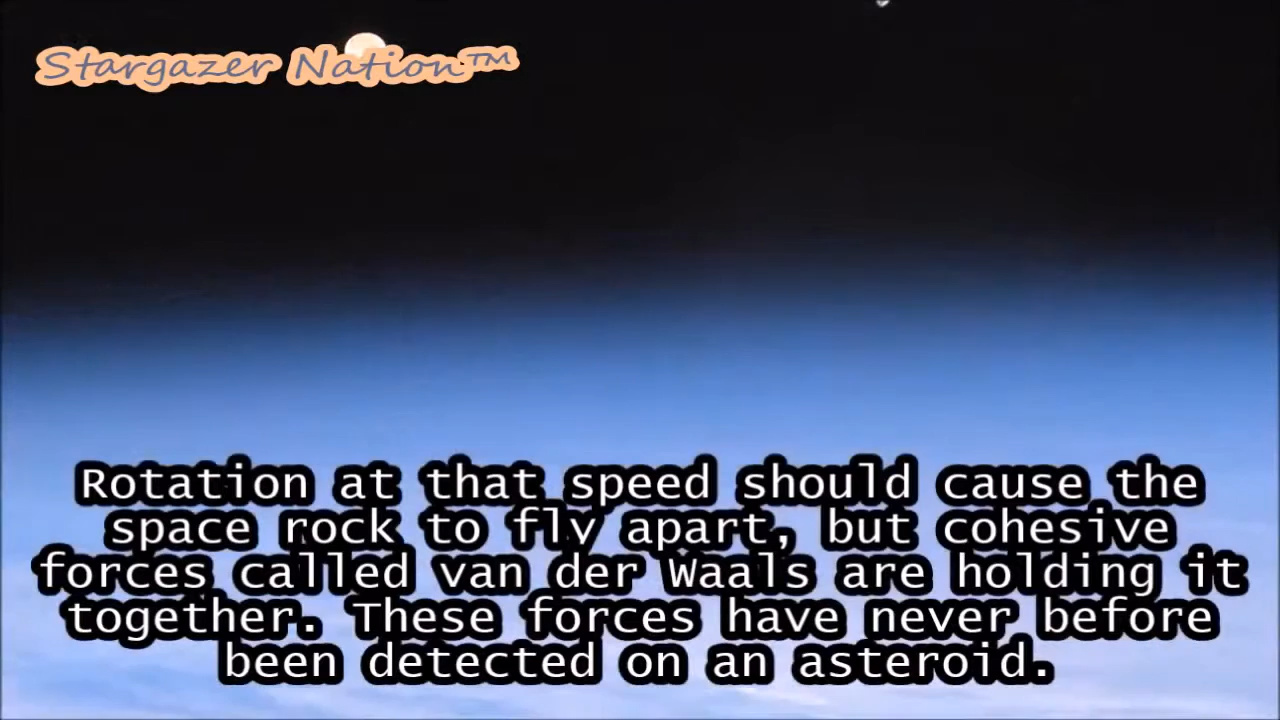 Stargazer Nation™
Rotation at that speed should cause the
space rock to fly apart, but cohesive
forces called van der Waals are holding it
together. These forces have never before
been detected on an asteroid.